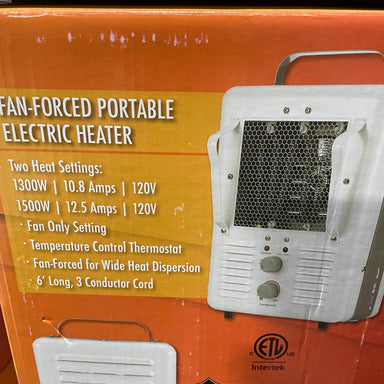 FAN-FORCED PORTABLE
ELECTRIC HEATER
Two Heat Settings:
1300W | 10.8 Amps | 120V
1500W | 12.5 Amps | 120V
· Fan Only Setting
· Temperature Control Thermostat
· Fan-Forced for Wide Heat Dispersion
· 6' Long, 3 Conductor Cord
C ETL US
Intertek